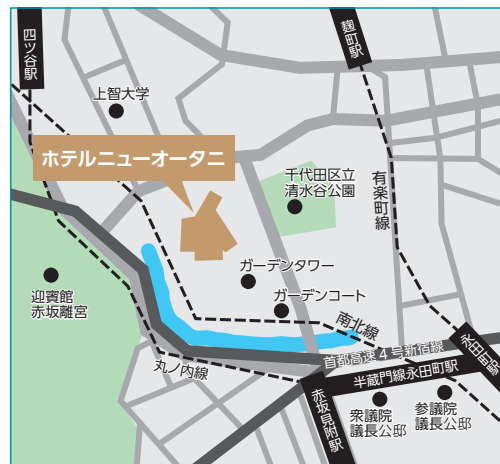 四ツ谷駅
麹町駅
上智大学
ホテルニューオータニ
千代田区立
清水谷公園
有楽町線
迎賓館
赤坂離宮
ガーデンタワー
ガーデンコート
南北線
首都高速4号新宿線
永田町駅
丸ノ内線
半蔵門線永田町駅
赤坂見附駅
衆議院
議長公邸
参議院
議長公邸